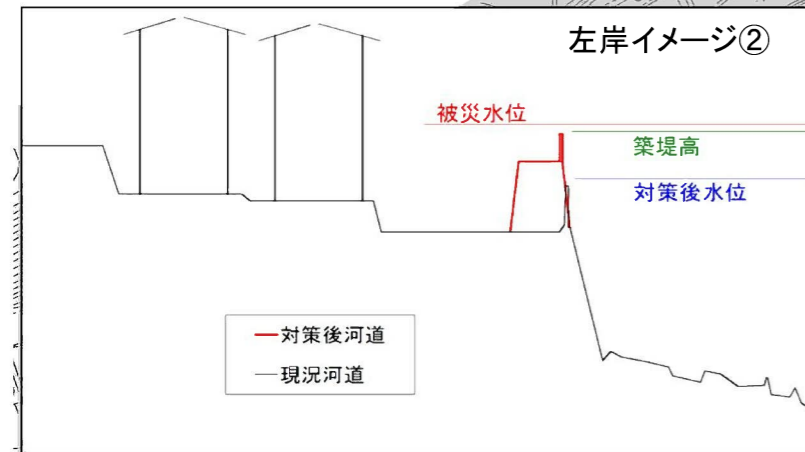 左岸イメージ②
被災水位
築堤高
対策後水位
対策後河道
現況河道